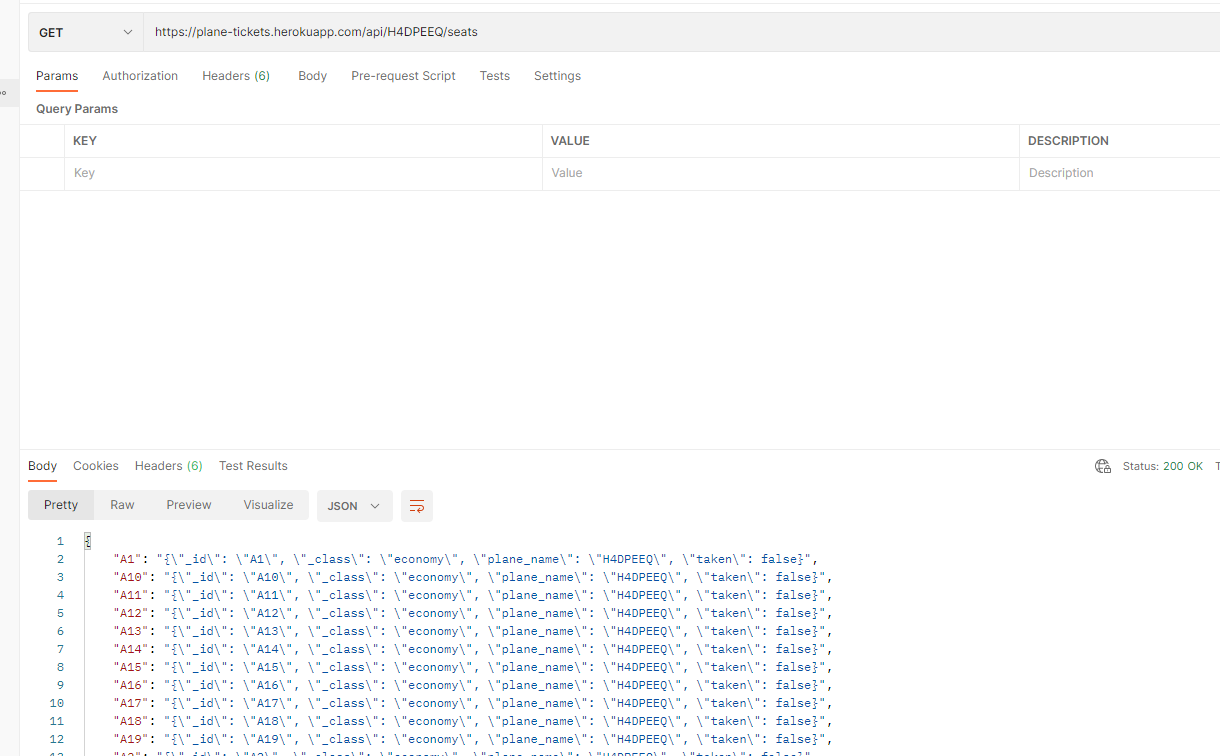 GET https://plane-tickets.herokuapp.com/api/H4DPEEQ/seats
Params Authorization Headers (6) Body Pre-request Script Tests Settings
Query Params
KEY VALUE DESCRIPTION
Key Value Description
Body Cookies Headers (6) Test Results Status: 200 OK T
Pretty Raw Preview Visualize JSON
1 {
2 "A1": "{\"_id\": \"A1\", \"_class\": \"economy\", \"plane_name\": \"H4DPEEQ\", \"taken\": false}",
3 "A10": "{\"_id\": \"A10\", \"_class\": \"economy\", \"plane_name\": \"H4DPEEQ\", \"taken\": false}",
4 "A11": "{\"_id\": \"A11\", \"_class\": \"economy\", \"plane_name\": \"H4DPEEQ\", \"taken\": false}",
5 "A12": "{\"_id\": \"A12\", \"_class\": \"economy\", \"plane_name\": \"H4DPEEQ\", \"taken\": false}",
6 "A13": "{\"_id\": \"A13\", \"_class\": \"economy\", \"plane_name\": \"H4DPEEQ\", \"taken\": false}",
7 "A14": "{\"_id\": \"A14\", \"_class\": \"economy\", \"plane_name\": \"H4DPEEQ\", \"taken\": false}",
8 "A15": "{\"_id\": \"A15\", \"_class\": \"economy\", \"plane_name\": \"H4DPEEQ\", \"taken\": false}",
9 "A16": "{\"_id\": \"A16\", \"_class\": \"economy\", \"plane_name\": \"H4DPEEQ\", \"taken\": false}",
10 "A17": "{\"_id\": \"A17\", \"_class\": \"economy\", \"plane_name\": \"H4DPEEQ\", \"taken\": false}",
11 "A18": "{\"_id\": \"A18\", \"_class\": \"economy\", \"plane_name\": \"H4DPEEQ\", \"taken\": false}",
12 "A19": "{\"_id\": \"A19\", \"_class\": \"economy\", \"plane_name\": \"H4DPEEQ\", \"taken\": false}",